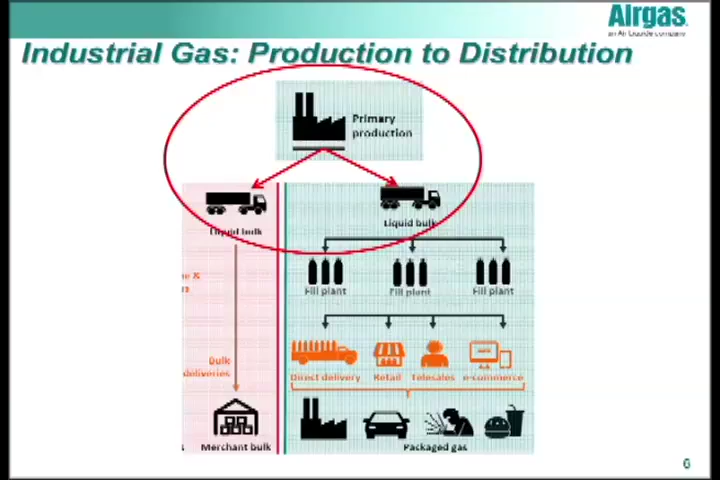 Airgas
an Air Liquide company
Industrial Gas: Production to Distribution
Primary
production
Liquid bulk
Liquid bulk
Fill plant
Fill plant
Fill plant
Bulk
deliveries
Direct delivery
Retail
Telesales
e-commerce
Merchant bulk
Packaged gas
6